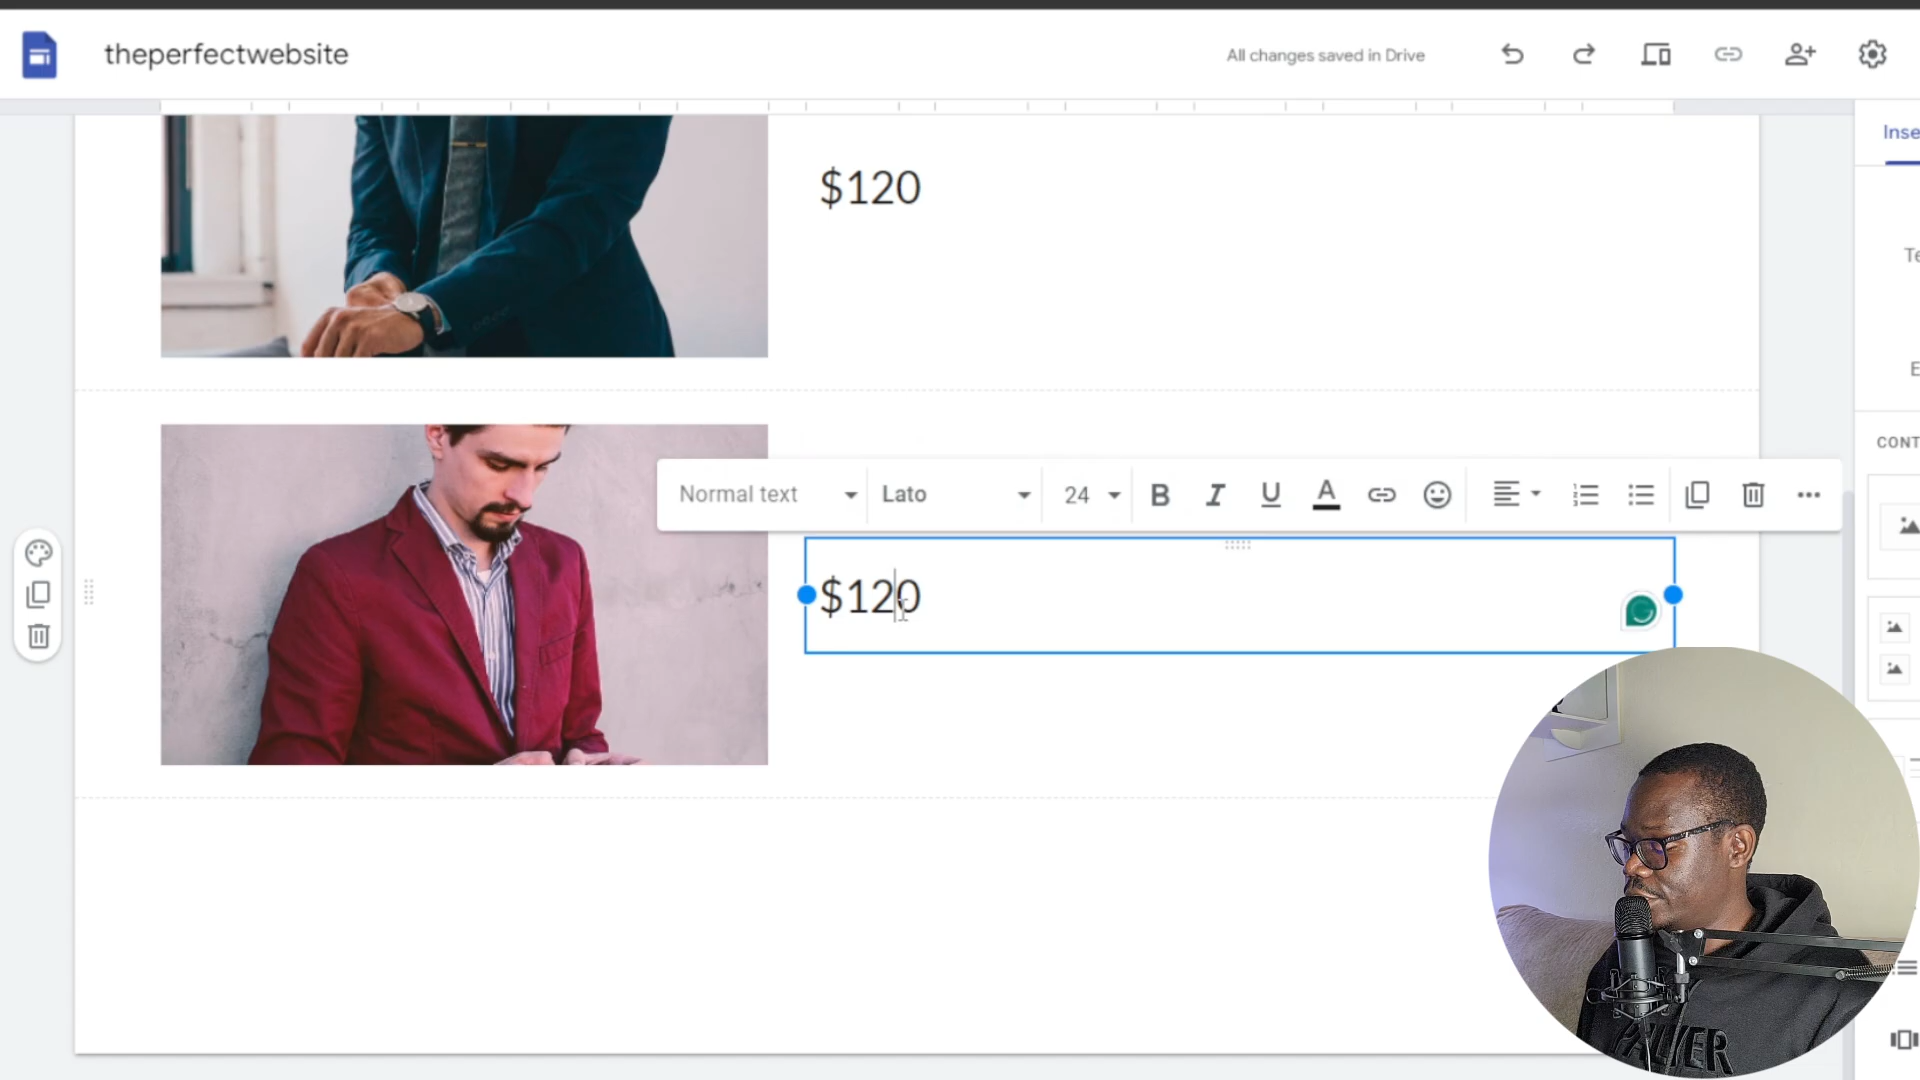 theperfectwebsite
All changes saved in Drive
Inse
$120
Te
E
CONT
Normal text
Lato
24
B
I
U
A
$120